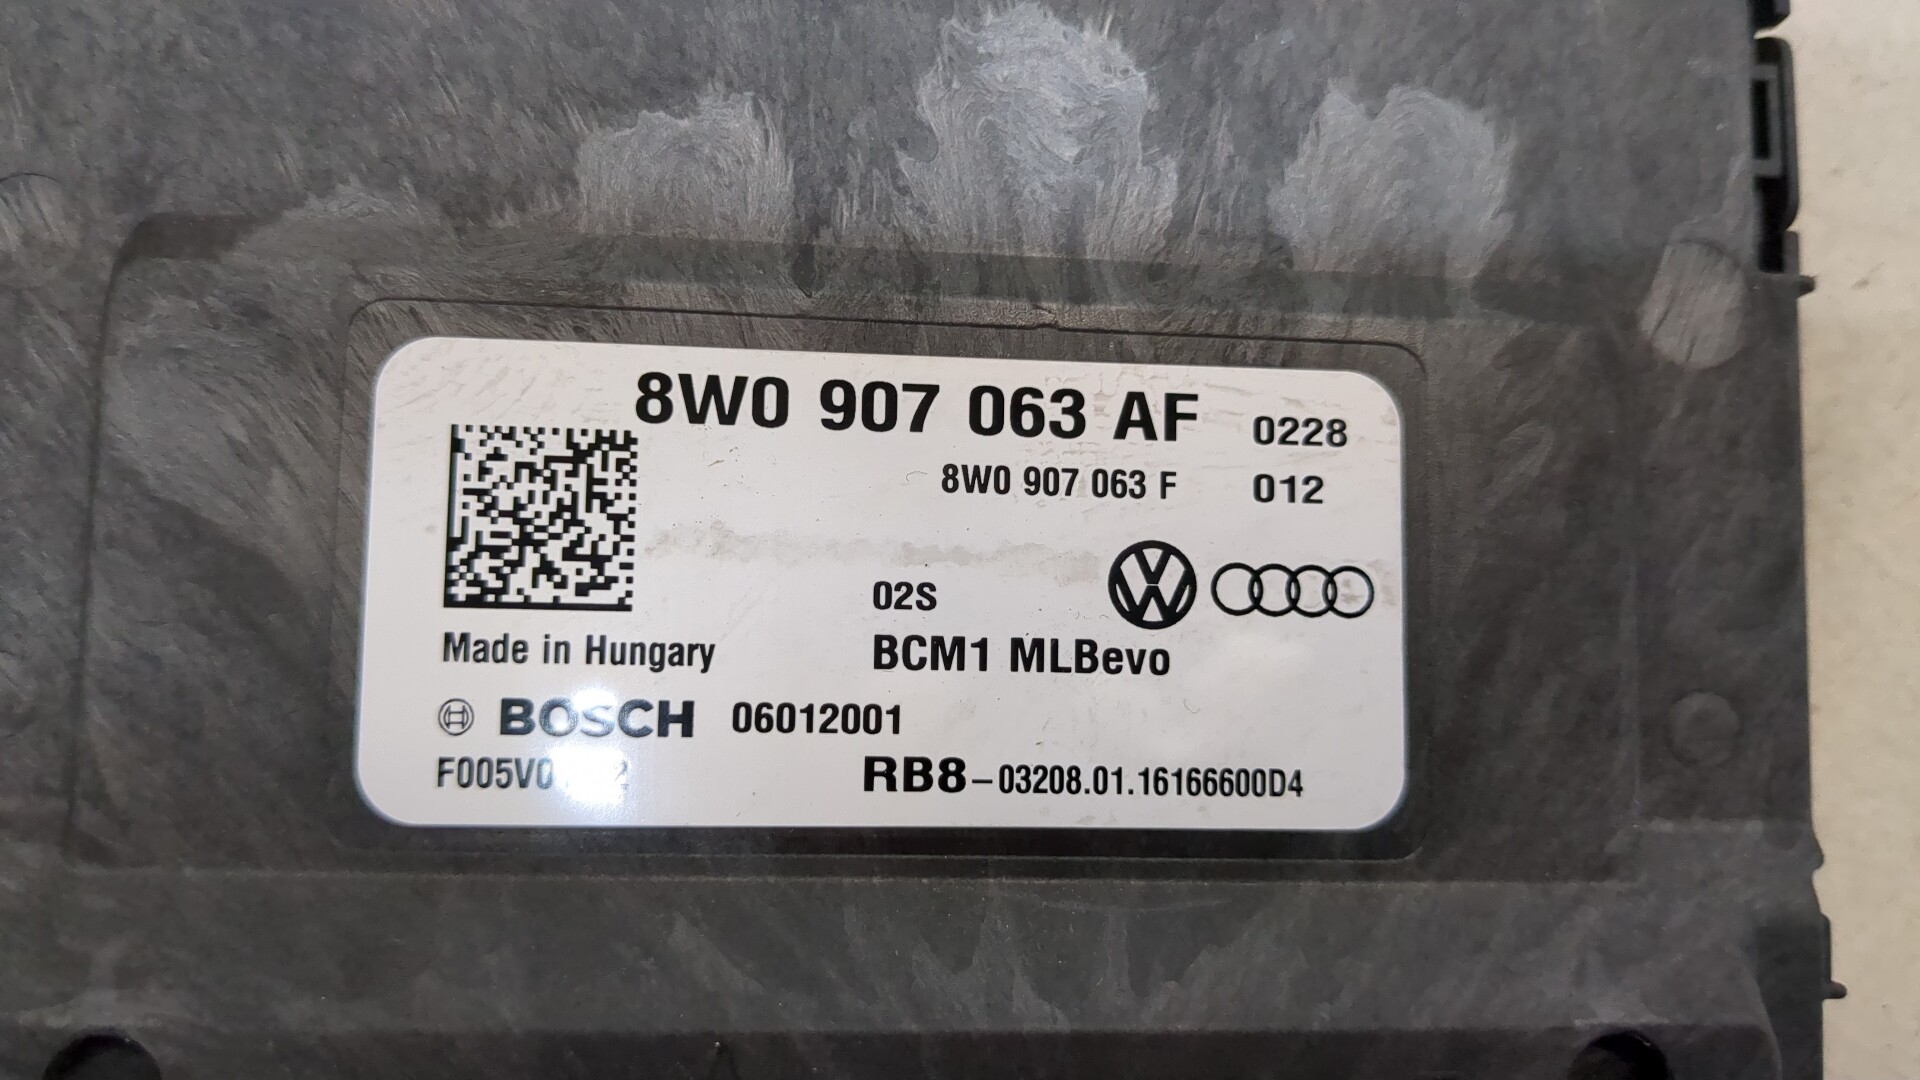 8W0 907 063 AF 0228
8W0 907 063 F 012
02S
Made in Hungary BCM1 MLBevo
BOSCH 06012001
RB8-03208.01.16166600D4